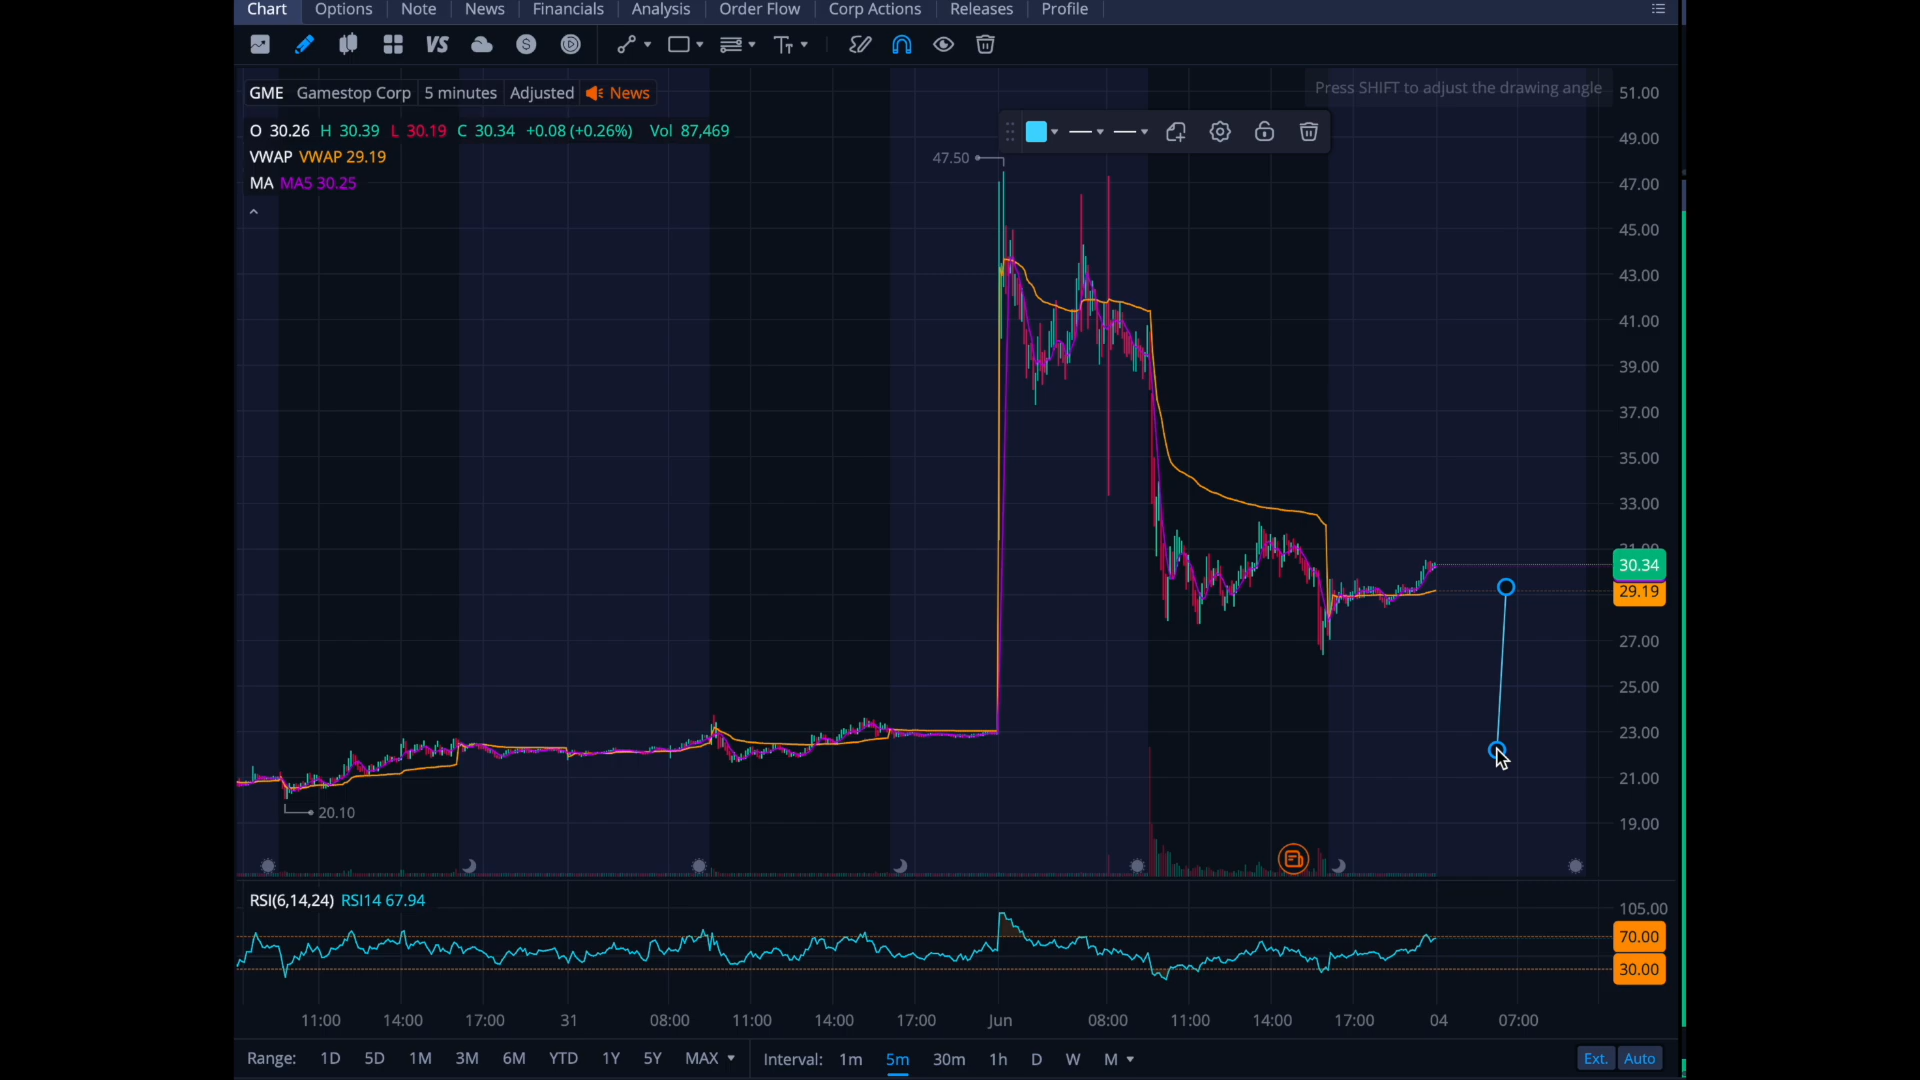 Chart Options Note News Financials Analysis Order Flow Corp Actions Releases Profile
VS S
Press SHIFT to adjust the drawing angle
GME Gamestop Corp 5 minutes Adjusted News
O 30.26 H 30.39 L 30.19 C 30.34 +0.08 (+0.26%) Vol 87,469
VWAP VWAP 29.19
MA MA5 30.25
47.50
20.10
51.00
49.00
47.00
45.00
43.00
41.00
39.00
37.00
35.00
33.00
31.00
30.34
29.19
27.00
25.00
23.00
21.00
19.00
RSI(6,14,24) RSI14 67.94
105.00
70.00
30.00
11:00 14:00 17:00 31 08:00 11:00 14:00 17:00 Jun 08:00 11:00 14:00 17:00 04 07:00
Range: 1D 5D 1M 3M 6M YTD 1Y 5Y MAX Interval: 1m 5m 30m 1h D W M Ext. Auto